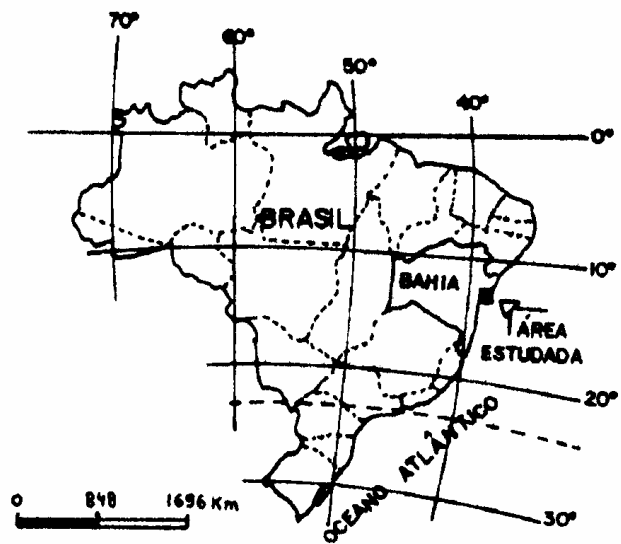 70°
60°
50°
40°
0°
BRASIL
BAHIA
10°
ÁREA
ESTUDADA
20°
OCEANO ATLÂNTICO
30°
0 848 1696 Km